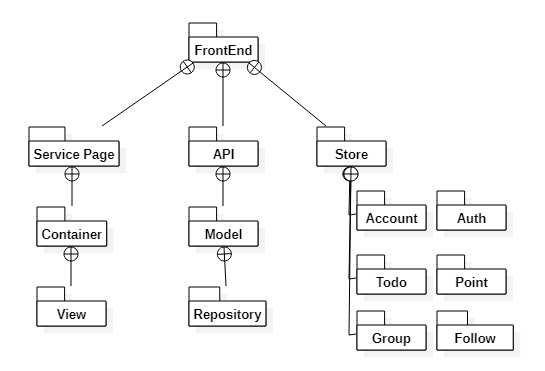 FrontEnd
Service Page
API
Store
Container
Model
Account
Auth
Todo
Point
View
Repository
Group
Follow